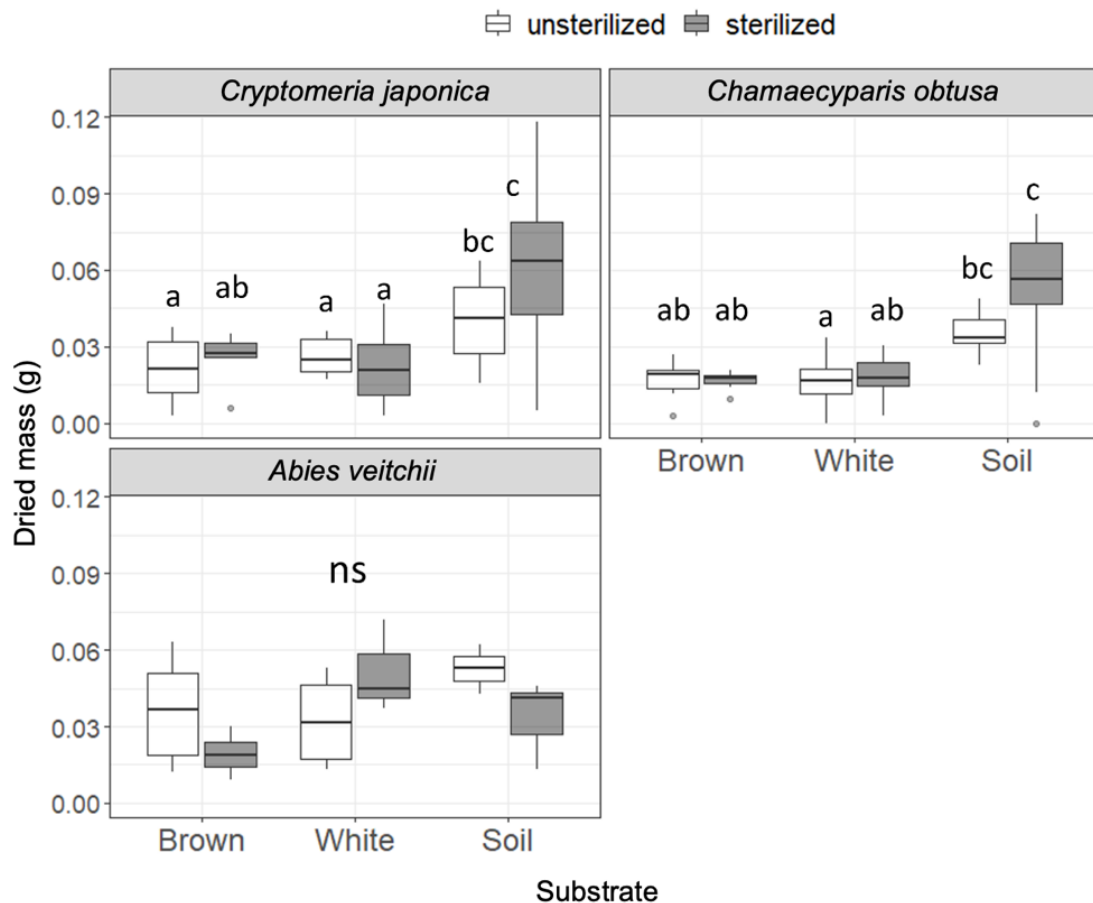 unsterilized sterilized
Cryptomeria japonica
Chamaecyparis obtusa
Dried mass (g)
0.12
0.09
0.06
0.03
0.00
a ab a a bc c
ab ab a ab bc c
Brown White Soil
Abies veitchii
0.12
0.09
0.06
0.03
0.00
ns
Brown White Soil
Substrate